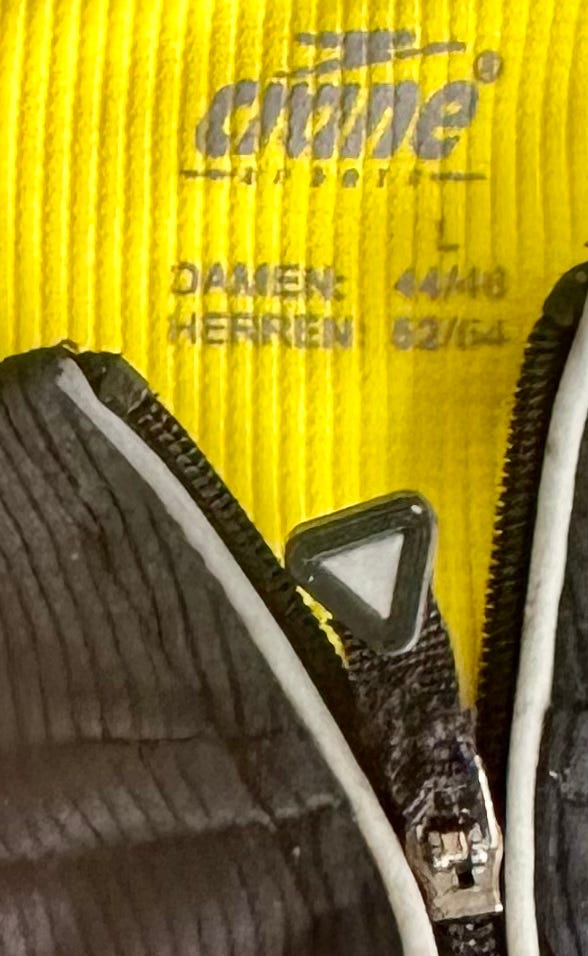 crane®
sports
L
DAMEN: 44/46
HERREN: 52/54